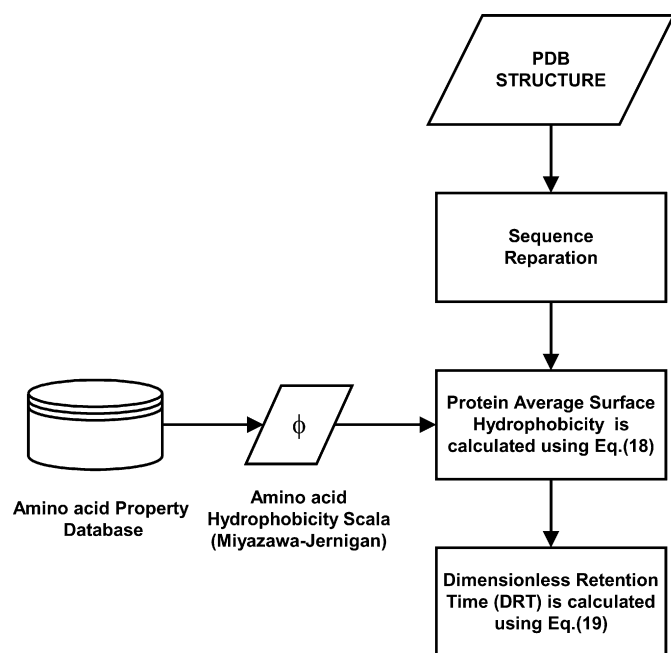 PDB
STRUCTURE
Sequence
Reparation
Protein Average Surface
Hydrophobicity is
calculated using Eq.(18)
ϕ
Amino acid Property
Database
Amino acid
Hydrophobicity Scala
(Miyazawa-Jernigan)
Dimensionless Retention
Time (DRT) is calculated
using Eq.(19)